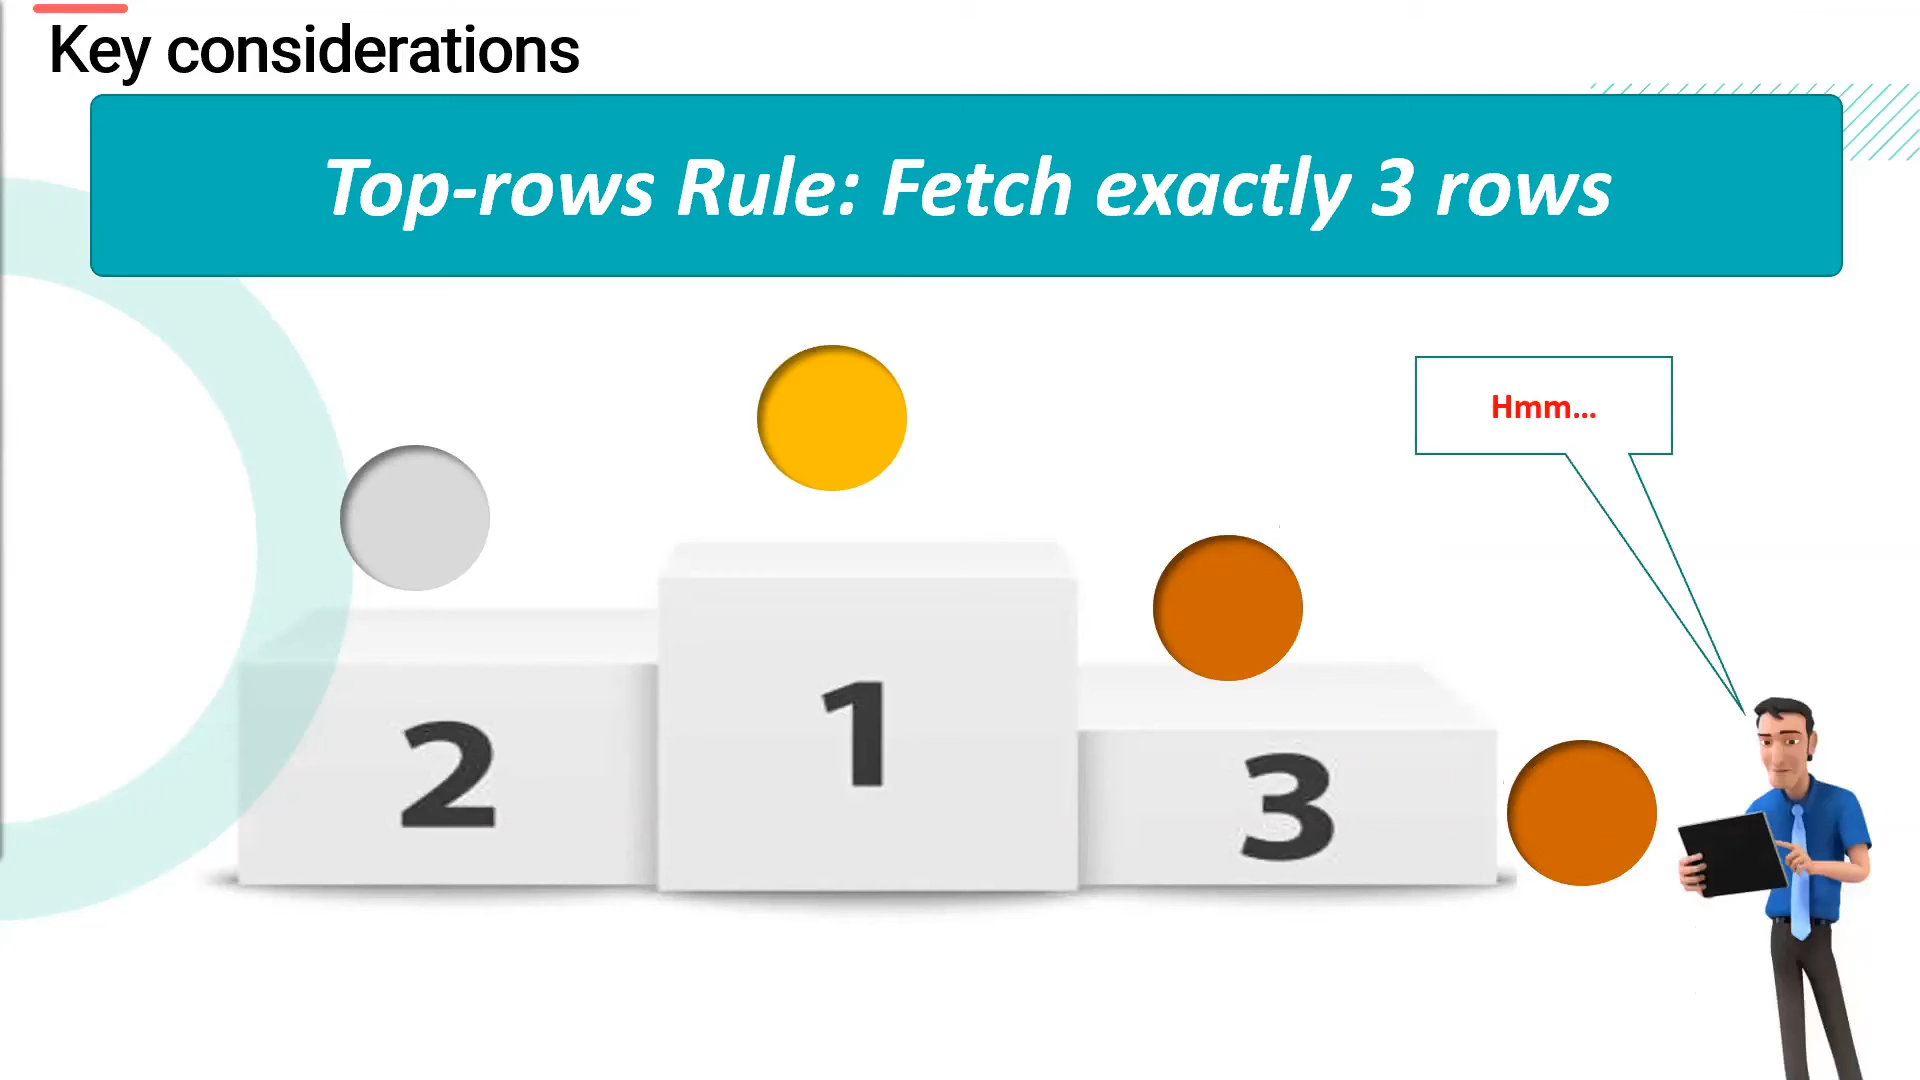 Key considerations
Top-rows Rule: Fetch exactly 3 rows
Hmm...
1
2
3